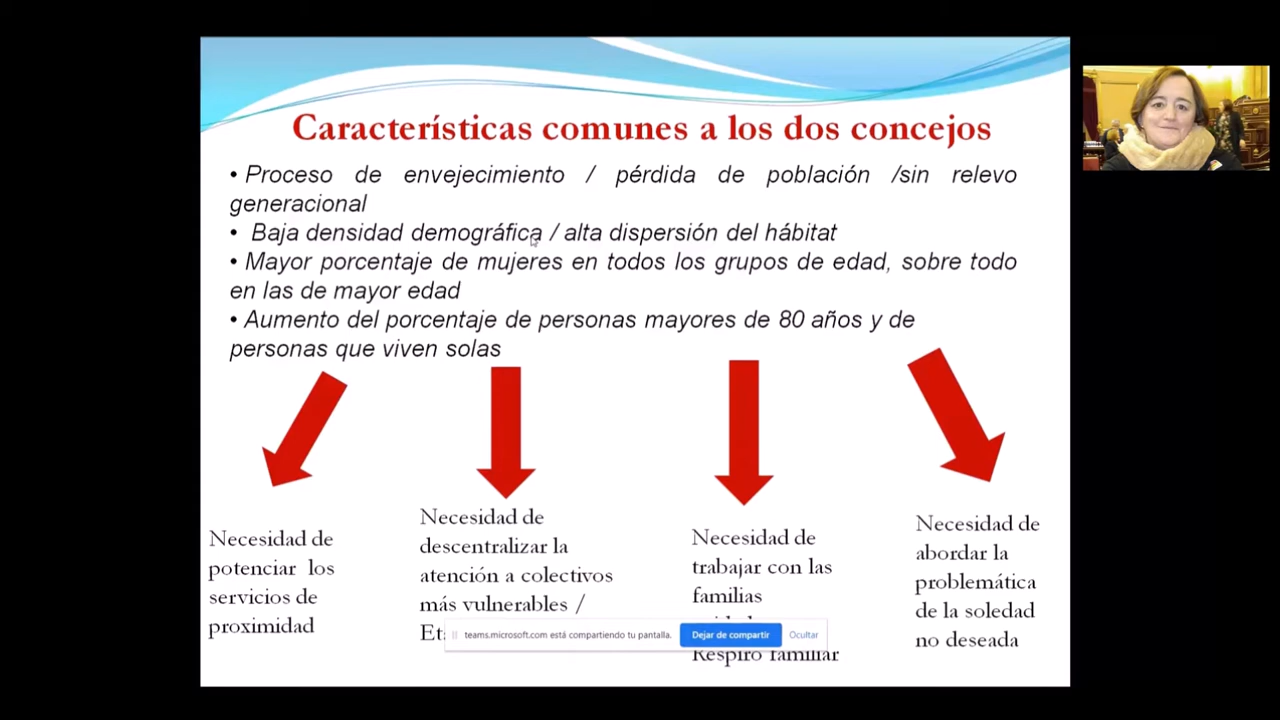 Características comunes a los dos concejos
• Proceso de envejecimiento / pérdida de población /sin relevo
generacional
• Baja densidad demográfica / alta dispersión del hábitat
• Mayor porcentaje de mujeres en todos los grupos de edad, sobre todo
en las de mayor edad
• Aumento del porcentaje de personas mayores de 80 años y de
personas que viven solas
Necesidad de
potenciar los
servicios de
proximidad
Necesidad de
descentralizar la
atención a colectivos
más vulnerables /
Necesidad de
trabajar con las
familias
Respiro familiar
Necesidad de
abordar la
problemática
de la soledad
no deseada
teams.microsoft.com está compartiendo tu pantalla.
Dejar de compartir
Ocultar